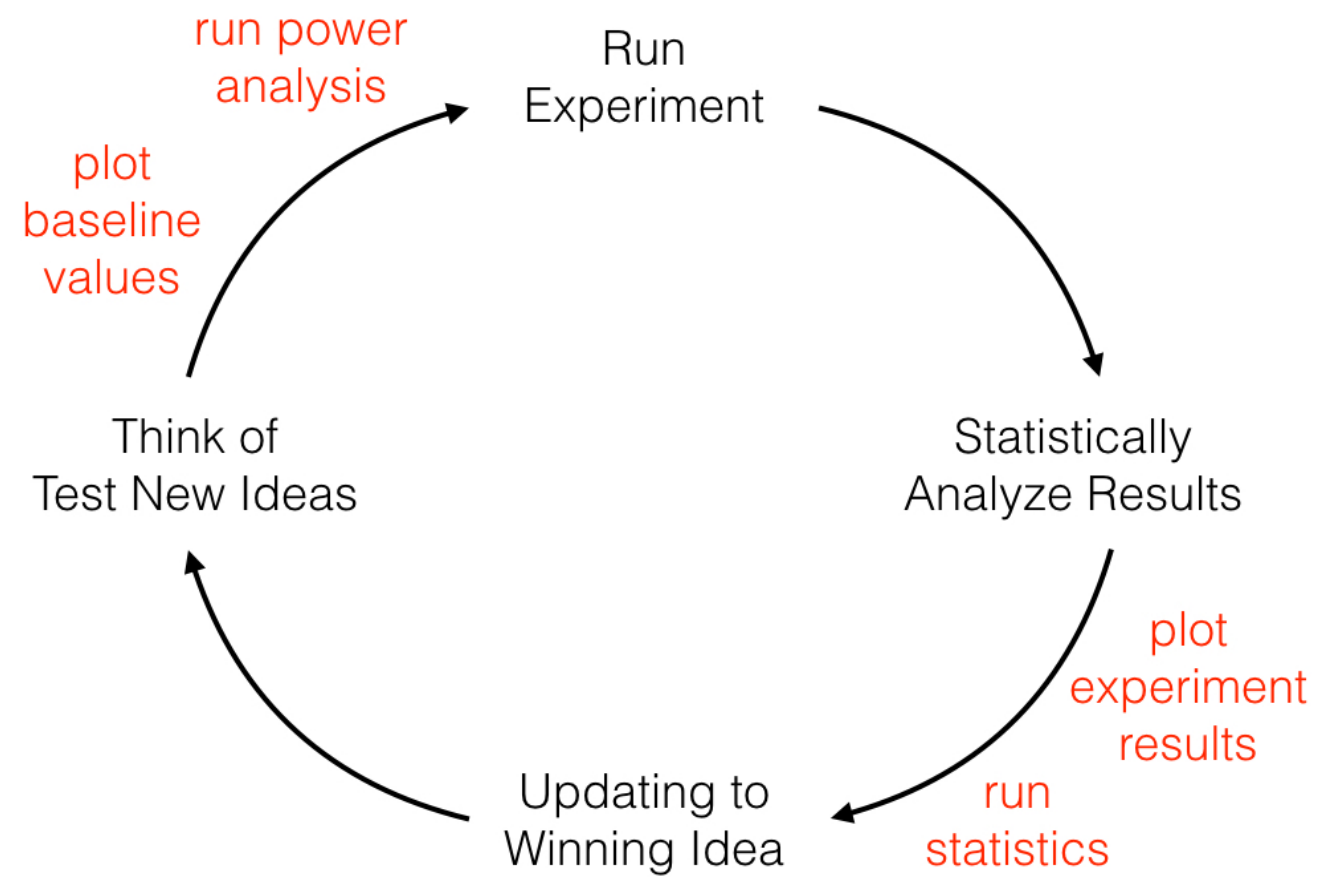 run power
analysis
Run
Experiment
plot
baseline
values
Think of
Test New Ideas
Statistically
Analyze Results
plot
experiment
results
run
statistics
Updating to
Winning Idea